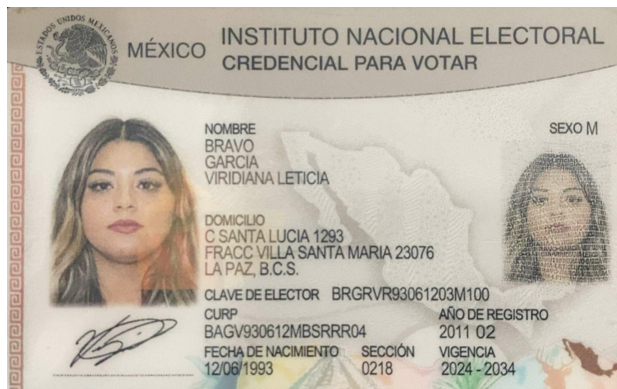 ESTADOS UNIDOS MEXICANOS
MÉXICO INSTITUTO NACIONAL ELECTORAL
CREDENCIAL PARA VOTAR
NOMBRE SEXO M
BRAVO
GARCIA
VIRIDIANA LETICIA
DOMICILIO
C SANTA LUCIA 1293
FRACC VILLA SANTA MARIA 23076
LA PAZ, B.C.S.
CLAVE DE ELECTOR BRGRVR93061203M100
CURP AÑO DE REGISTRO
BAGV930612MBSRRR04 2011 02
FECHA DE NACIMIENTO SECCIÓN VIGENCIA
12/06/1993 0218 2024 - 2034